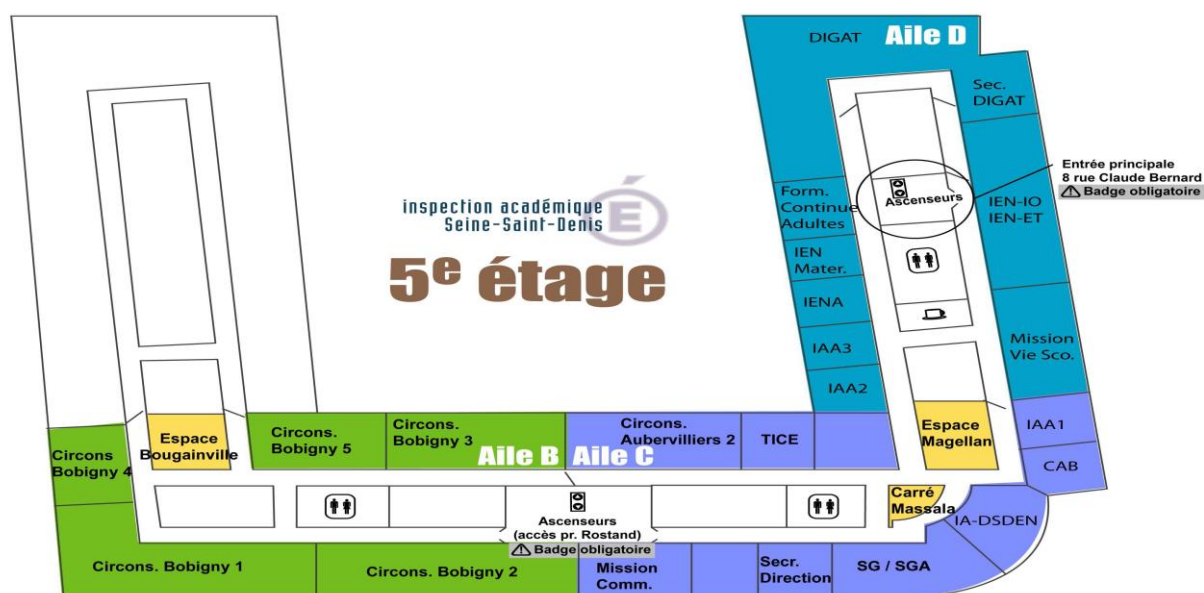 DIGAT
Aile D
Sec.
DIGAT
Entrée principale
8 rue Claude Bernard
Badge obligatoire
Ascenseurs
IEN-IO
IEN-ET
Form.
Continue
Adultes
inspection académique
Seine-Saint-Denis
É
5e étage
IEN
Mater.
IENA
IAA3
IAA2
Mission
Vie Sco.
Circons
Bobigny 4
Espace
Bougainville
Circons.
Bobigny 5
Circons.
Bobigny 3
Aile B
Aile C
Circons.
Aubervilliers 2
TICE
Espace
Magellan
IAA1
CAB
Carré
Massala
Ascenseurs
(accès pr. Rostand)
Badge obligatoire
IA-DSDEN
Circons. Bobigny 1
Circons. Bobigny 2
Mission
Comm.
Secr.
Direction
SG / SGA